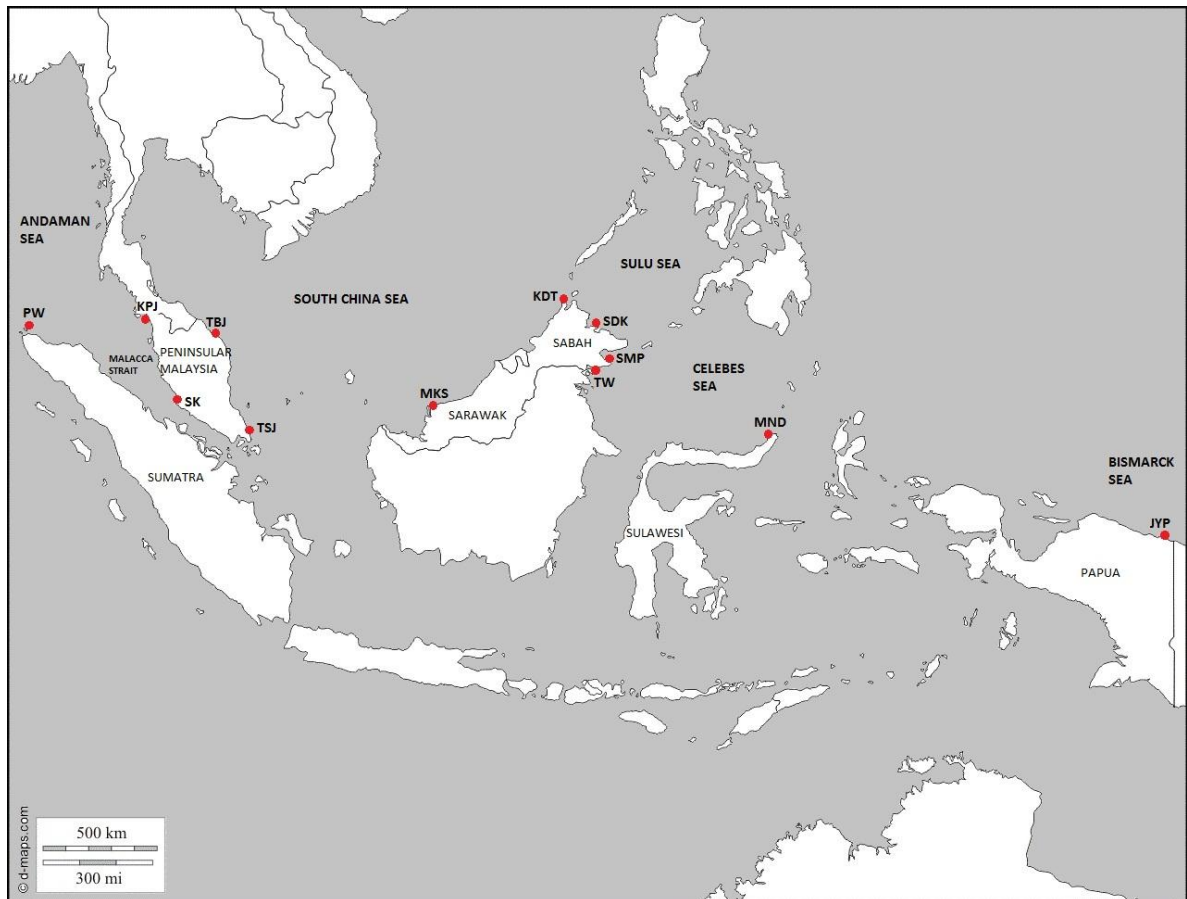 ANDAMAN
SEA
SULU SEA
SOUTH CHINA SEA
KDT
PW
KPJ
TBJ
SDK
SABAH
PENINSULAR
MALAYSIA
MALACCA
STRAIT
SMP
TW
CELEBES
SEA
MKS
SK
SARAWAK
TSJ
MND
SUMATRA
BISMARCK
SEA
JYP
SULAWESI
PAPUA
© d-maps.com
500 km
300 mi